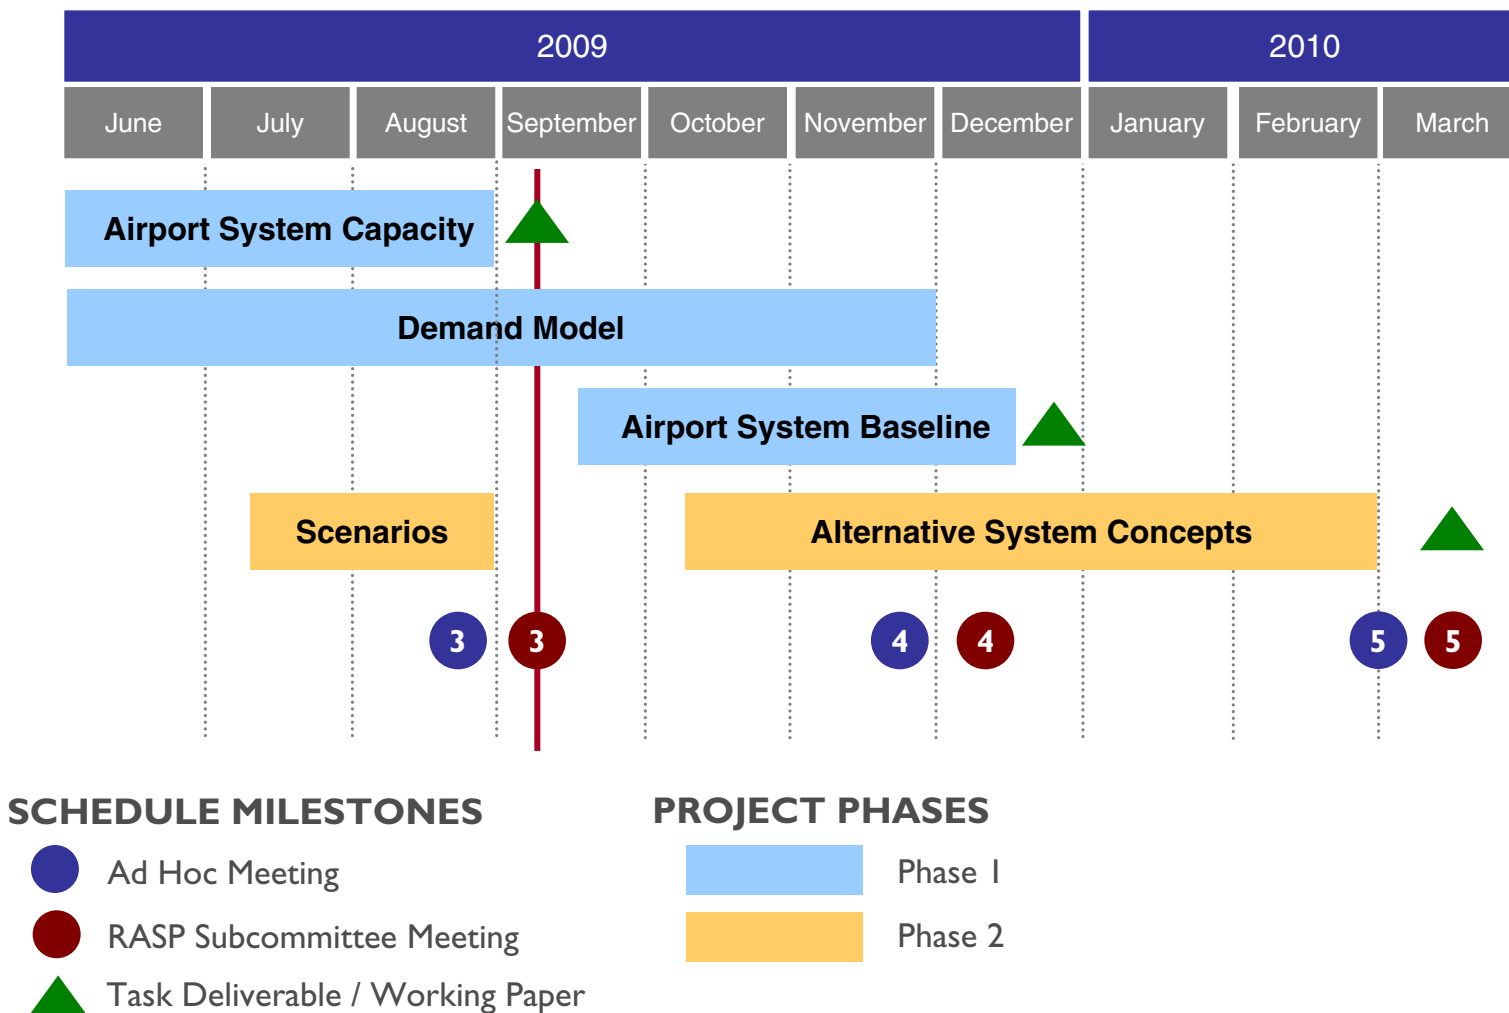 2009 2010
June July August September October November December January February March
Airport System Capacity
Demand Model
Airport System Baseline
Scenarios Alternative System Concepts
3 3 4 4 5 5
SCHEDULE MILESTONES PROJECT PHASES
Ad Hoc Meeting Phase 1
RASP Subcommittee Meeting Phase 2
Task Deliverable / Working Paper